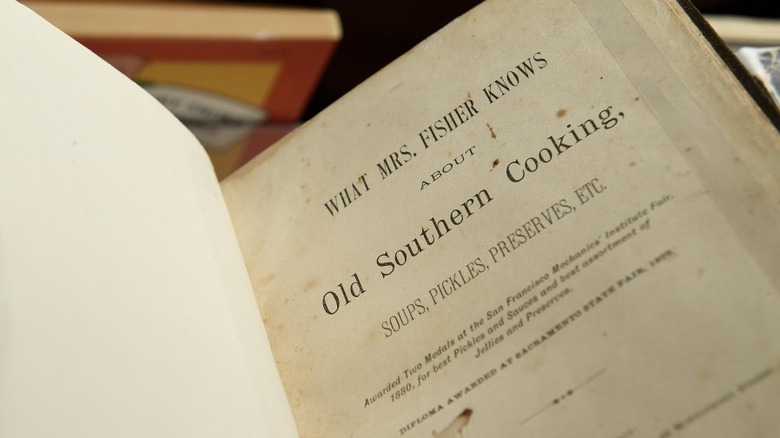 WHAT MRS. FISHER KNOWS
ABOUT
Old Southern Cooking,
SOUPS, PICKLES, PRESERVES, ETC.
Awarded Two Medals at the San Francisco Mechanics' Institute Fair,
1880, for best Pickles and Sauces and best assortment of
Jellies and Preserves.
DIPLOMA AWARDED AT SACRAMENTO STATE FAIR,